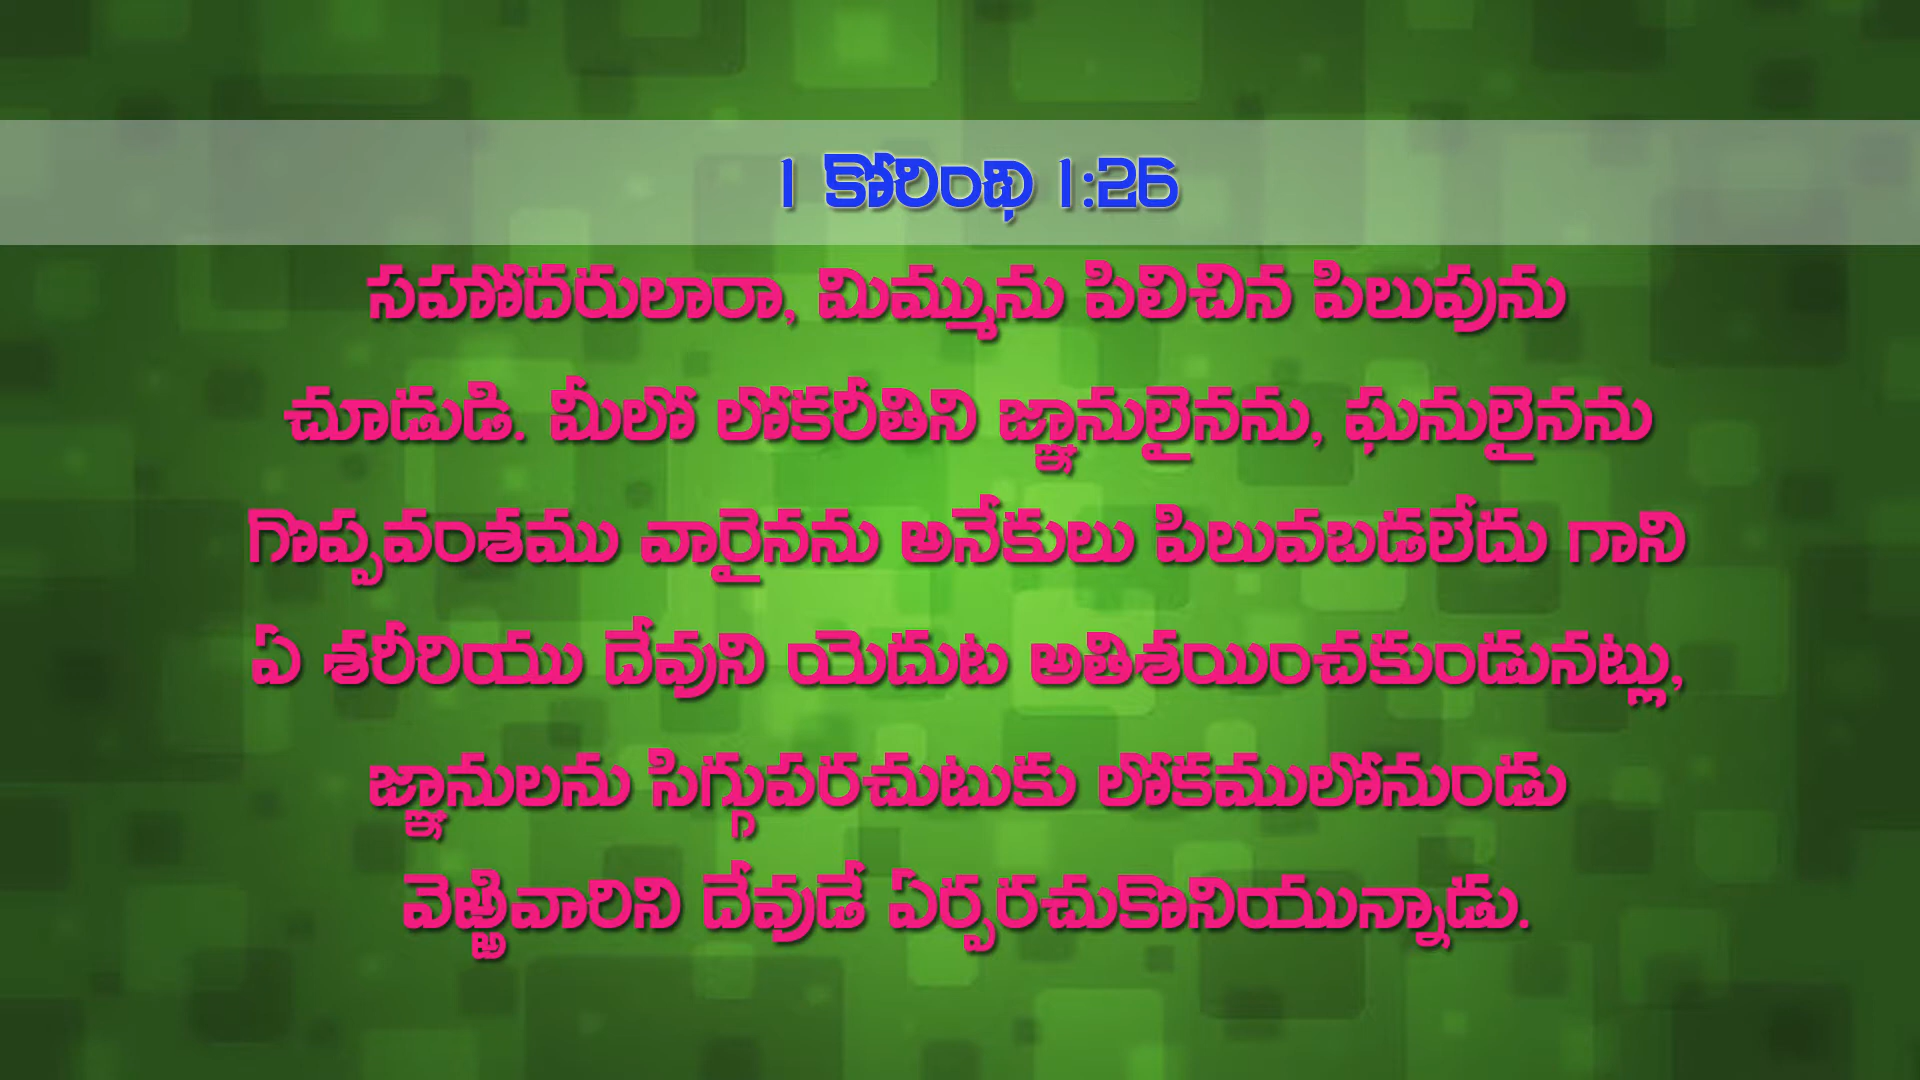 1 కోరింథి 1:26
సహోదరులారా, మిమ్మును పిలిచిన పిలుపును
చూడుడి. మీలో లోకరీతిని జ్ఞానులైనను, ఘనులైనను
గొప్పవంశము వారైనను అనేకులు పిలువబడలేదు గాని
ఏ శరీరియు దేవుని యెదుట అతిశయించకుండునట్లు,
జ్ఞానులను సిగ్గుపరచుటుకు లోకములోనుండు
వెఱ్ఱివారిని దేవుడే ఏర్పరచుకొనియున్నాడు.